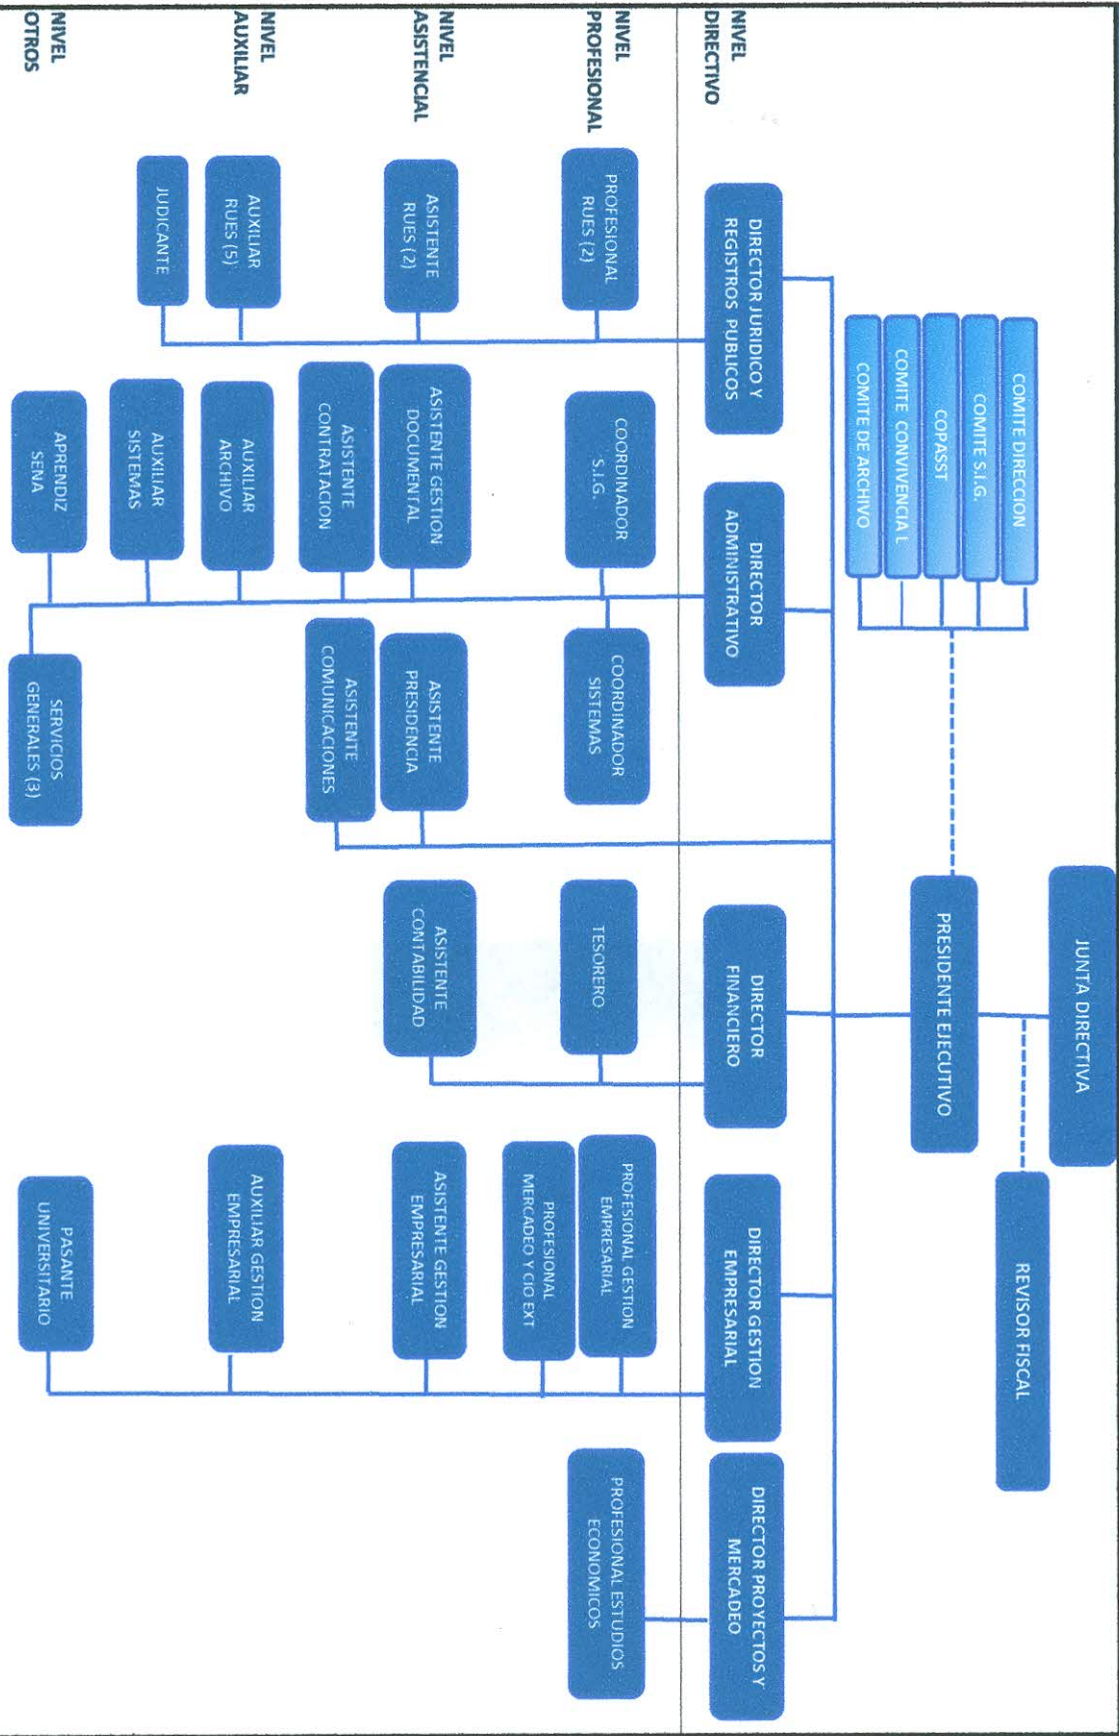 JUNTA DIRECTIVA
REVISOR FISCAL
PRESIDENTE EJECUTIVO
COMITE DIRECCION
COMITE S.I.G.
COPASST
COMITE CONVIVENCIA L
COMITE DE ARCHIVO
NIVEL
DIRECTIVO
DIRECTOR JURIDICO Y
REGISTROS PUBLICOS
DIRECTOR
ADMINISTRATIVO
DIRECTOR
FINANCIERO
DIRECTOR GESTION
EMPRESARIAL
DIRECTOR PROYECTOS Y
MERCADEO
NIVEL
PROFESIONAL
PROFESIONAL
RUES (2)
COORDINADOR
S.I.G.
COORDINADOR
SISTEMAS
TESORERO
PROFESIONAL GESTION
EMPRESARIAL
PROFESIONAL
MERCADEO Y CIO EXT
PROFESIONAL ESTUDIOS
ECONOMICOS
NIVEL
ASISTENCIAL
ASISTENTE
RUES (2)
ASISTENTE GESTION
DOCUMENTAL
ASISTENTE
CONTRATACION
ASISTENTE
PRESIDENCIA
ASISTENTE
COMUNICACIONES
ASISTENTE
CONTABILIDAD
ASISTENTE GESTION
EMPRESARIAL
NIVEL
AUXILIAR
AUXILIAR
RUES (5)
JUDICANTE
AUXILIAR
ARCHIVO
AUXILIAR
SISTEMAS
AUXILIAR GESTION
EMPRESARIAL
NIVEL
OTROS
APRENDIZ
SENA
SERVICIOS
GENERALES (3)
PASANTE
UNIVERSITARIO